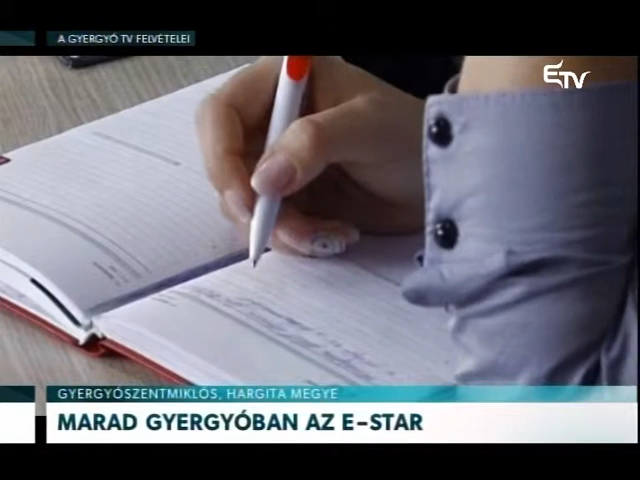 A GYERGYÓ TV FELVÉTELEI
ETV
GYERGYÓSZENTMIKLÓS, HARGITA MEGYE
MARAD GYERGYÓBAN AZ E-STAR